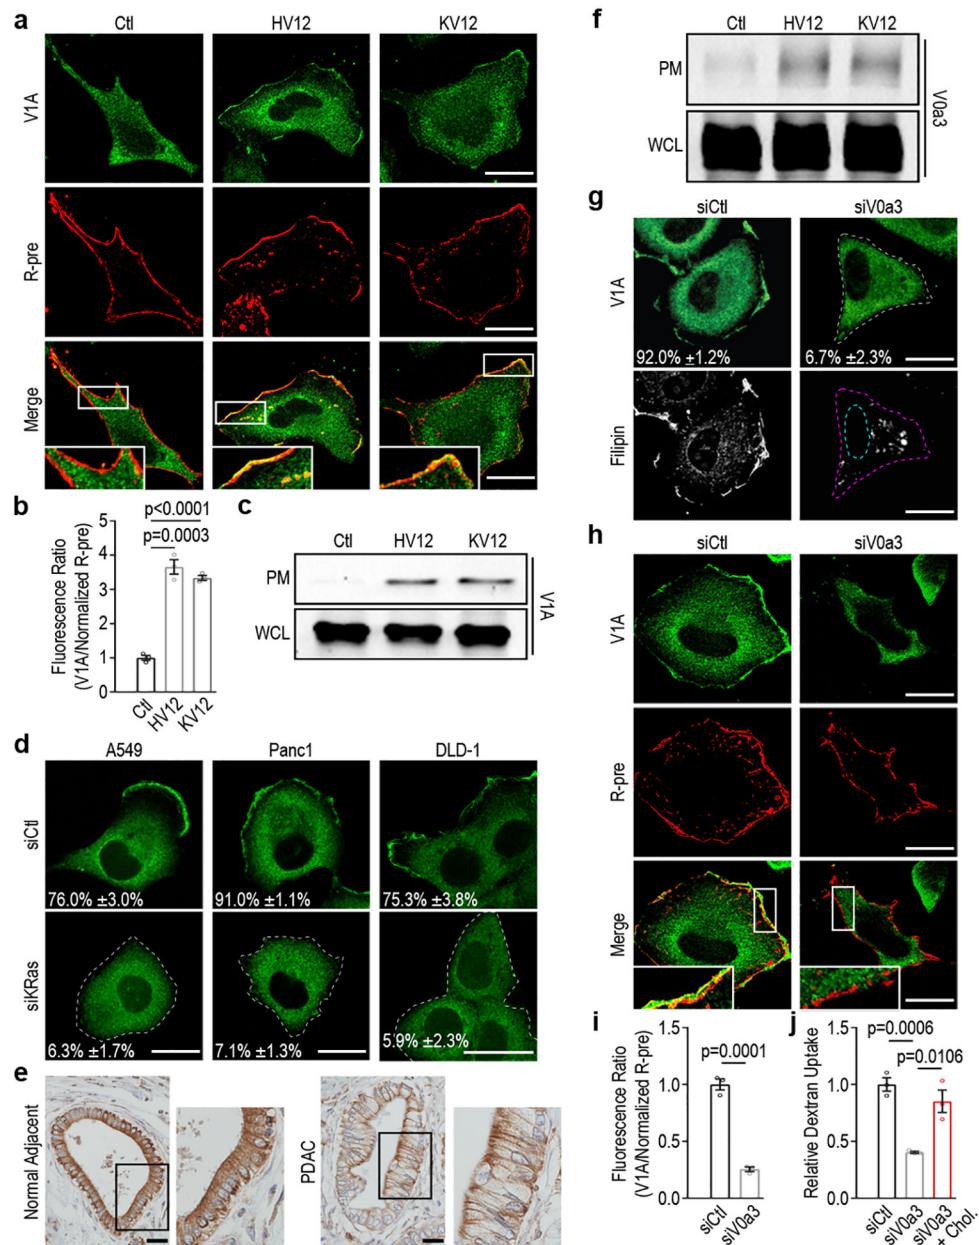 a
Ctl HV12 KV12
V1A
R-pre
Merge
b
p<0.0001
p=0.0003
Fluorescence Ratio
(V1A/Normalized R-pre)
5
4
3
2
1
0
Ctl
HV12
KV12
c
Ctl HV12 KV12
PM
WCL
V1A
d
A549 Panc1 DLD-1
siCtl
76.0% ±3.0% 91.0% ±1.1% 75.3% ±3.8%
siKRas
6.3% ±1.7% 7.1% ±1.3% 5.9% ±2.3%
e
Normal Adjacent
PDAC
f
Ctl HV12 KV12
PM
WCL
V0a3
g
siCtl siV0a3
V1A
92.0% ±1.2% 6.7% ±2.3%
Filipin
h
siCtl siV0a3
V1A
R-pre
Merge
i
Fluorescence Ratio
(V1A/Normalized R-pre)
1.5
1.0
0.5
0.0
p=0.0001
siCtl
siV0a3
j
Relative Dextran Uptake
1.5
1.0
0.5
0.0
p=0.0006
p=0.0106
siCtl
siV0a3
siV0a3
+ Chol.